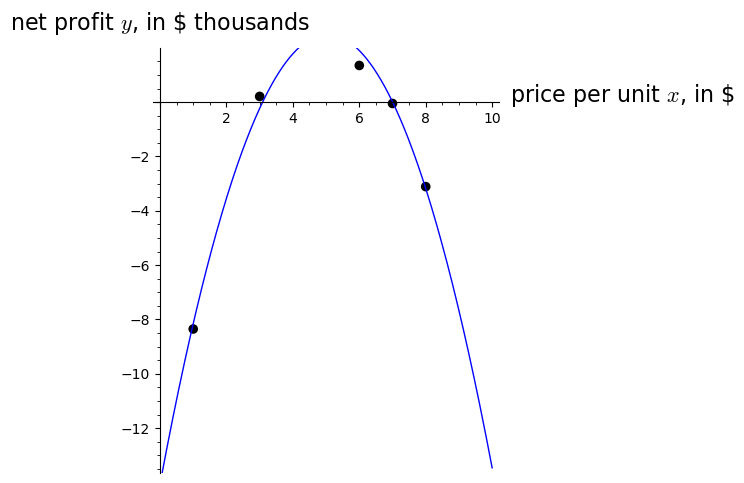 net profit y, in $ thousands
price per unit x, in $
2 4 6 8 10
−2
−4
−6
−8
−10
−12